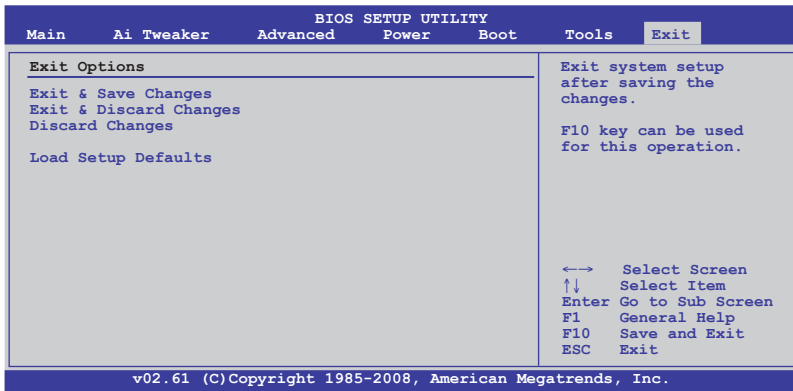 BIOS SETUP UTILITY
Main Ai Tweaker Advanced Power Boot Tools Exit
Exit Options
Exit & Save Changes
Exit & Discard Changes
Discard Changes
Load Setup Defaults
Exit system setup
after saving the
changes.
F10 key can be used
for this operation.
←→ Select Screen
↑↓ Select Item
Enter Go to Sub Screen
F1 General Help
F10 Save and Exit
ESC Exit
v02.61 (C)Copyright 1985-2008, American Megatrends, Inc.